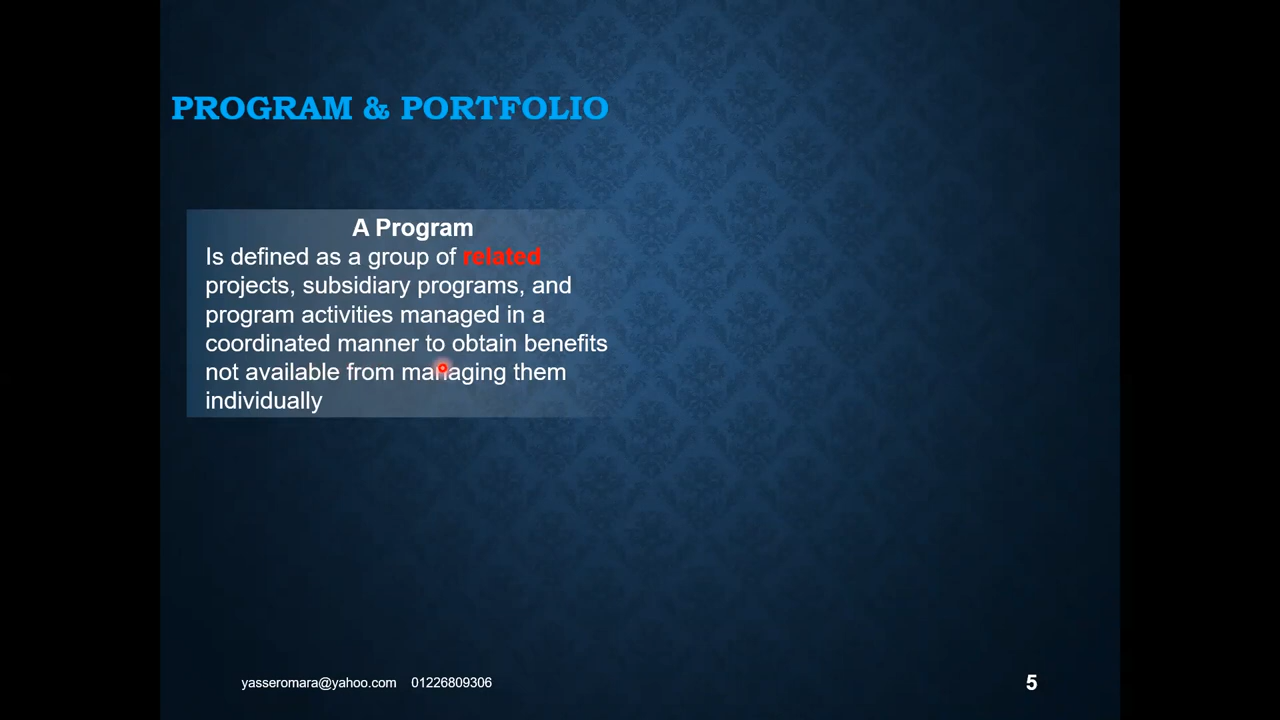 PROGRAM & PORTFOLIO
A Program
Is defined as a group of related
projects, subsidiary programs, and
program activities managed in a
coordinated manner to obtain benefits
not available from managing them
individually
yasseromara@yahoo.com 01226809306
5